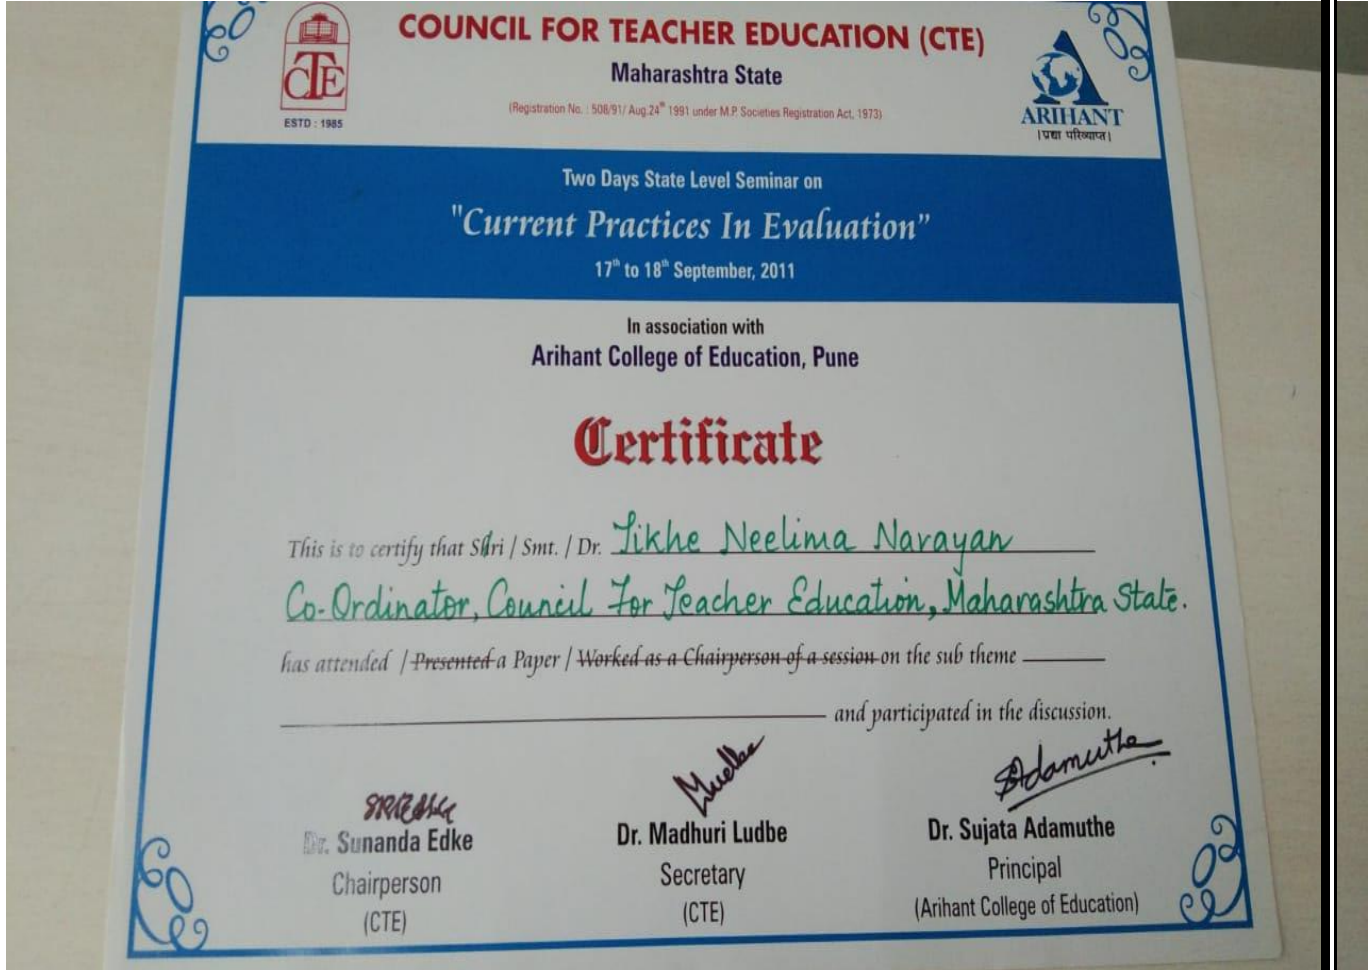 COUNCIL FOR TEACHER EDUCATION (CTE)
Maharashtra State
(Registration No. : 508/91/ Aug.24th 1991 under M.P. Societies Registration Act, 1973)
CTE
ESTD : 1985
ARIHANT
।प्रज्ञा परिव्याप्त।
Two Days State Level Seminar on
"Current Practices In Evaluation”
17th to 18th September, 2011
In association with
Arihant College of Education, Pune
Certificate
This is to certify that Shri / Smt. / Dr. Tikhe Neelima Narayan
Co-Ordinator, Council For Teacher Education, Maharashtra State.
has attended / Presented a Paper / Worked as a Chairperson of a session on the sub theme
and participated in the discussion.
Adamuthe
Dr. Sunanda Edke
Chairperson
(CTE)
Dr. Madhuri Ludbe
Secretary
(CTE)
Dr. Sujata Adamuthe
Principal
(Arihant College of Education)